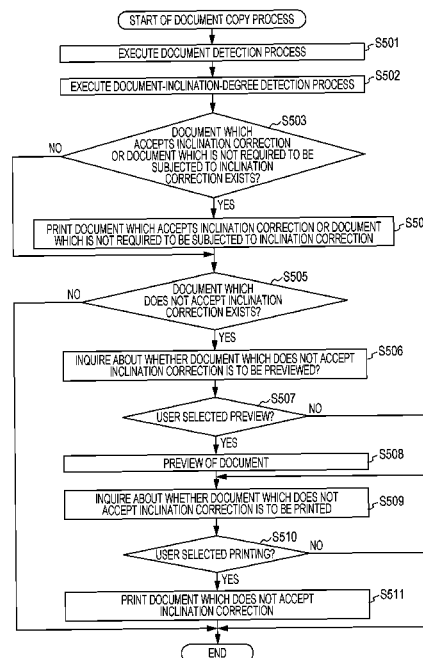 START OF DOCUMENT COPY PROCESS
S501
EXECUTE DOCUMENT DETECTION PROCESS
S502
EXECUTE DOCUMENT-INCLINATION-DEGREE DETECTION PROCESS
S503
DOCUMENT WHICH
ACCEPTS INCLINATION CORRECTION
OR DOCUMENT WHICH IS NOT REQUIRED TO BE
SUBJECTED TO INCLINATION
CORRECTION EXISTS?
NO
YES
PRINT DOCUMENT WHICH ACCEPTS INCLINATION CORRECTION OR DOCUMENT
WHICH IS NOT REQUIRED TO BE SUBJECTED TO INCLINATION CORRECTION
S505
DOCUMENT WHICH
DOES NOT ACCEPT INCLINATION
CORRECTION EXISTS?
NO
YES
S506
INQUIRE ABOUT WHETHER DOCUMENT WHICH DOES NOT ACCEPT
INCLINATION CORRECTION IS TO BE PREVIEWED?
S507
USER SELECTED PREVIEW?
NO
YES
S508
PREVIEW OF DOCUMENT
S509
INQUIRE ABOUT WHETHER DOCUMENT WHICH DOES NOT
ACCEPT INCLINATION CORRECTION IS TO BE PRINTED
S510
USER SELECTED PRINTING?
NO
YES
S511
PRINT DOCUMENT WHICH DOES NOT ACCEPT
INCLINATION CORRECTION
END